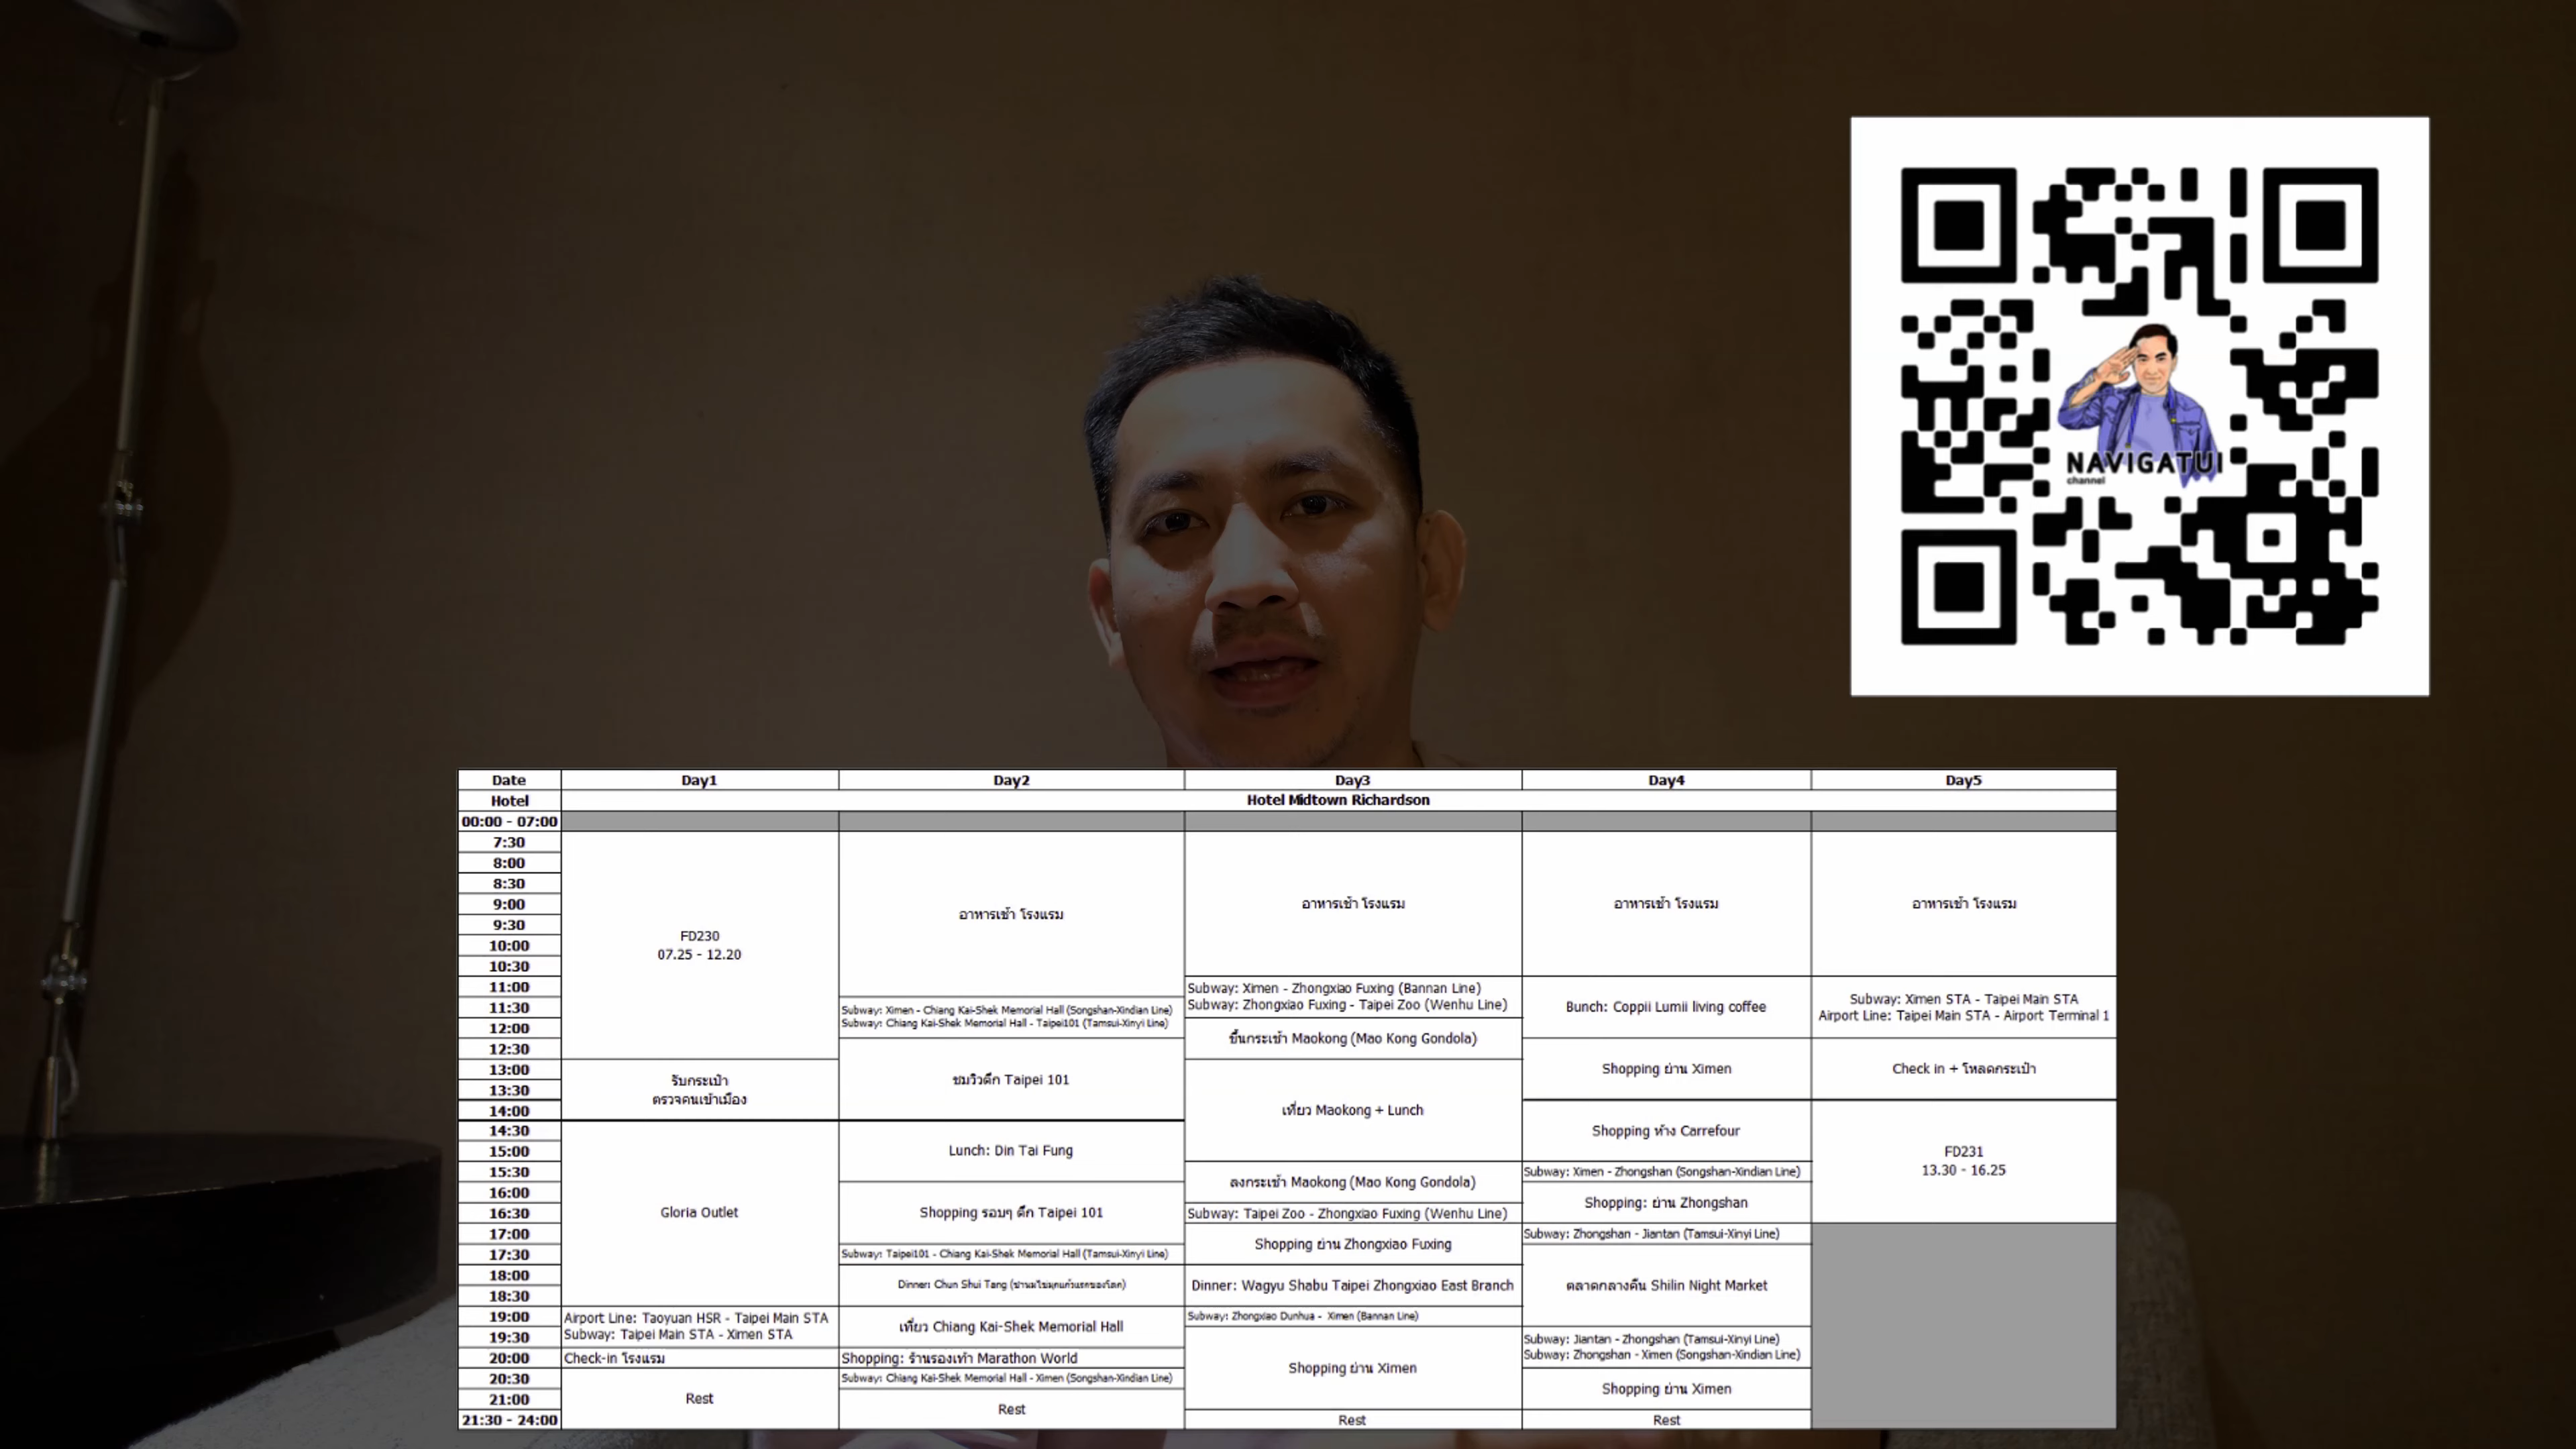 NAVIGATUI
channel
Date Day1 Day2 Day3 Day4 Day5
Hotel Hotel Midtown Richardson
00:00 - 07:00
7:30
8:00
8:30
9:00
9:30
10:00
10:30
11:00
11:30
12:00
12:30
13:00
13:30
14:00
14:30
15:00
15:30
16:00
16:30
17:00
17:30
18:00
18:30
19:00
19:30
20:00
20:30
21:00
21:30 - 24:00
FD230
07.25 - 12.20
รับกระเป๋า
ตรวจคนเข้าเมือง
Gloria Outlet
Airport Line: Taoyuan HSR - Taipei Main STA
Subway: Taipei Main STA - Ximen STA
Check-in โรงแรม
Rest
อาหารเช้า โรงแรม
Subway: Ximen - Chiang Kai-Shek Memorial Hall (Songshan-Xindian Line)
Subway: Chiang Kai-Shek Memorial Hall - Taipei101 (Tamsui-Xinyi Line)
ชมวิวตึก Taipei 101
Lunch: Din Tai Fung
Shopping รอบๆ ตึก Taipei 101
Subway: Taipei101 - Chiang Kai-Shek Memorial Hall (Tamsui-Xinyi Line)
Dinner: Chun Shui Tang (ชานมไข่มุกแก้วแรกของโลก)
เที่ยว Chiang Kai-Shek Memorial Hall
Shopping: ร้านรองเท้า Marathon World
Subway: Chiang Kai-Shek Memorial Hall - Ximen (Songshan-Xindian Line)
Rest
อาหารเช้า โรงแรม
Subway: Ximen - Zhongxiao Fuxing (Bannan Line)
Subway: Zhongxiao Fuxing - Taipei Zoo (Wenhu Line)
ขึ้นกระเช้า Maokong (Mao Kong Gondola)
เที่ยว Maokong + Lunch
ลงกระเช้า Maokong (Mao Kong Gondola)
Subway: Taipei Zoo - Zhongxiao Fuxing (Wenhu Line)
Shopping ย่าน Zhongxiao Fuxing
Dinner: Wagyu Shabu Taipei Zhongxiao East Branch
Subway: Zhongxiao Dunhua - Ximen (Bannan Line)
Shopping ย่าน Ximen
Rest
อาหารเช้า โรงแรม
Bunch: Coppii Lumii living coffee
Shopping ย่าน Ximen
Shopping ห้าง Carrefour
Subway: Ximen - Zhongshan (Songshan-Xindian Line)
Shopping: ย่าน Zhongshan
Subway: Zhongshan - Jiantan (Tamsui-Xinyi Line)
ตลาดกลางคืน Shilin Night Market
Subway: Jiantan - Zhongshan (Tamsui-Xinyi Line)
Subway: Zhongshan - Ximen (Songshan-Xindian Line)
Shopping ย่าน Ximen
Rest
อาหารเช้า โรงแรม
Subway: Ximen STA - Taipei Main STA
Airport Line: Taipei Main STA - Airport Terminal 1
Check in + โหลดกระเป๋า
FD231
13.30 - 16.25